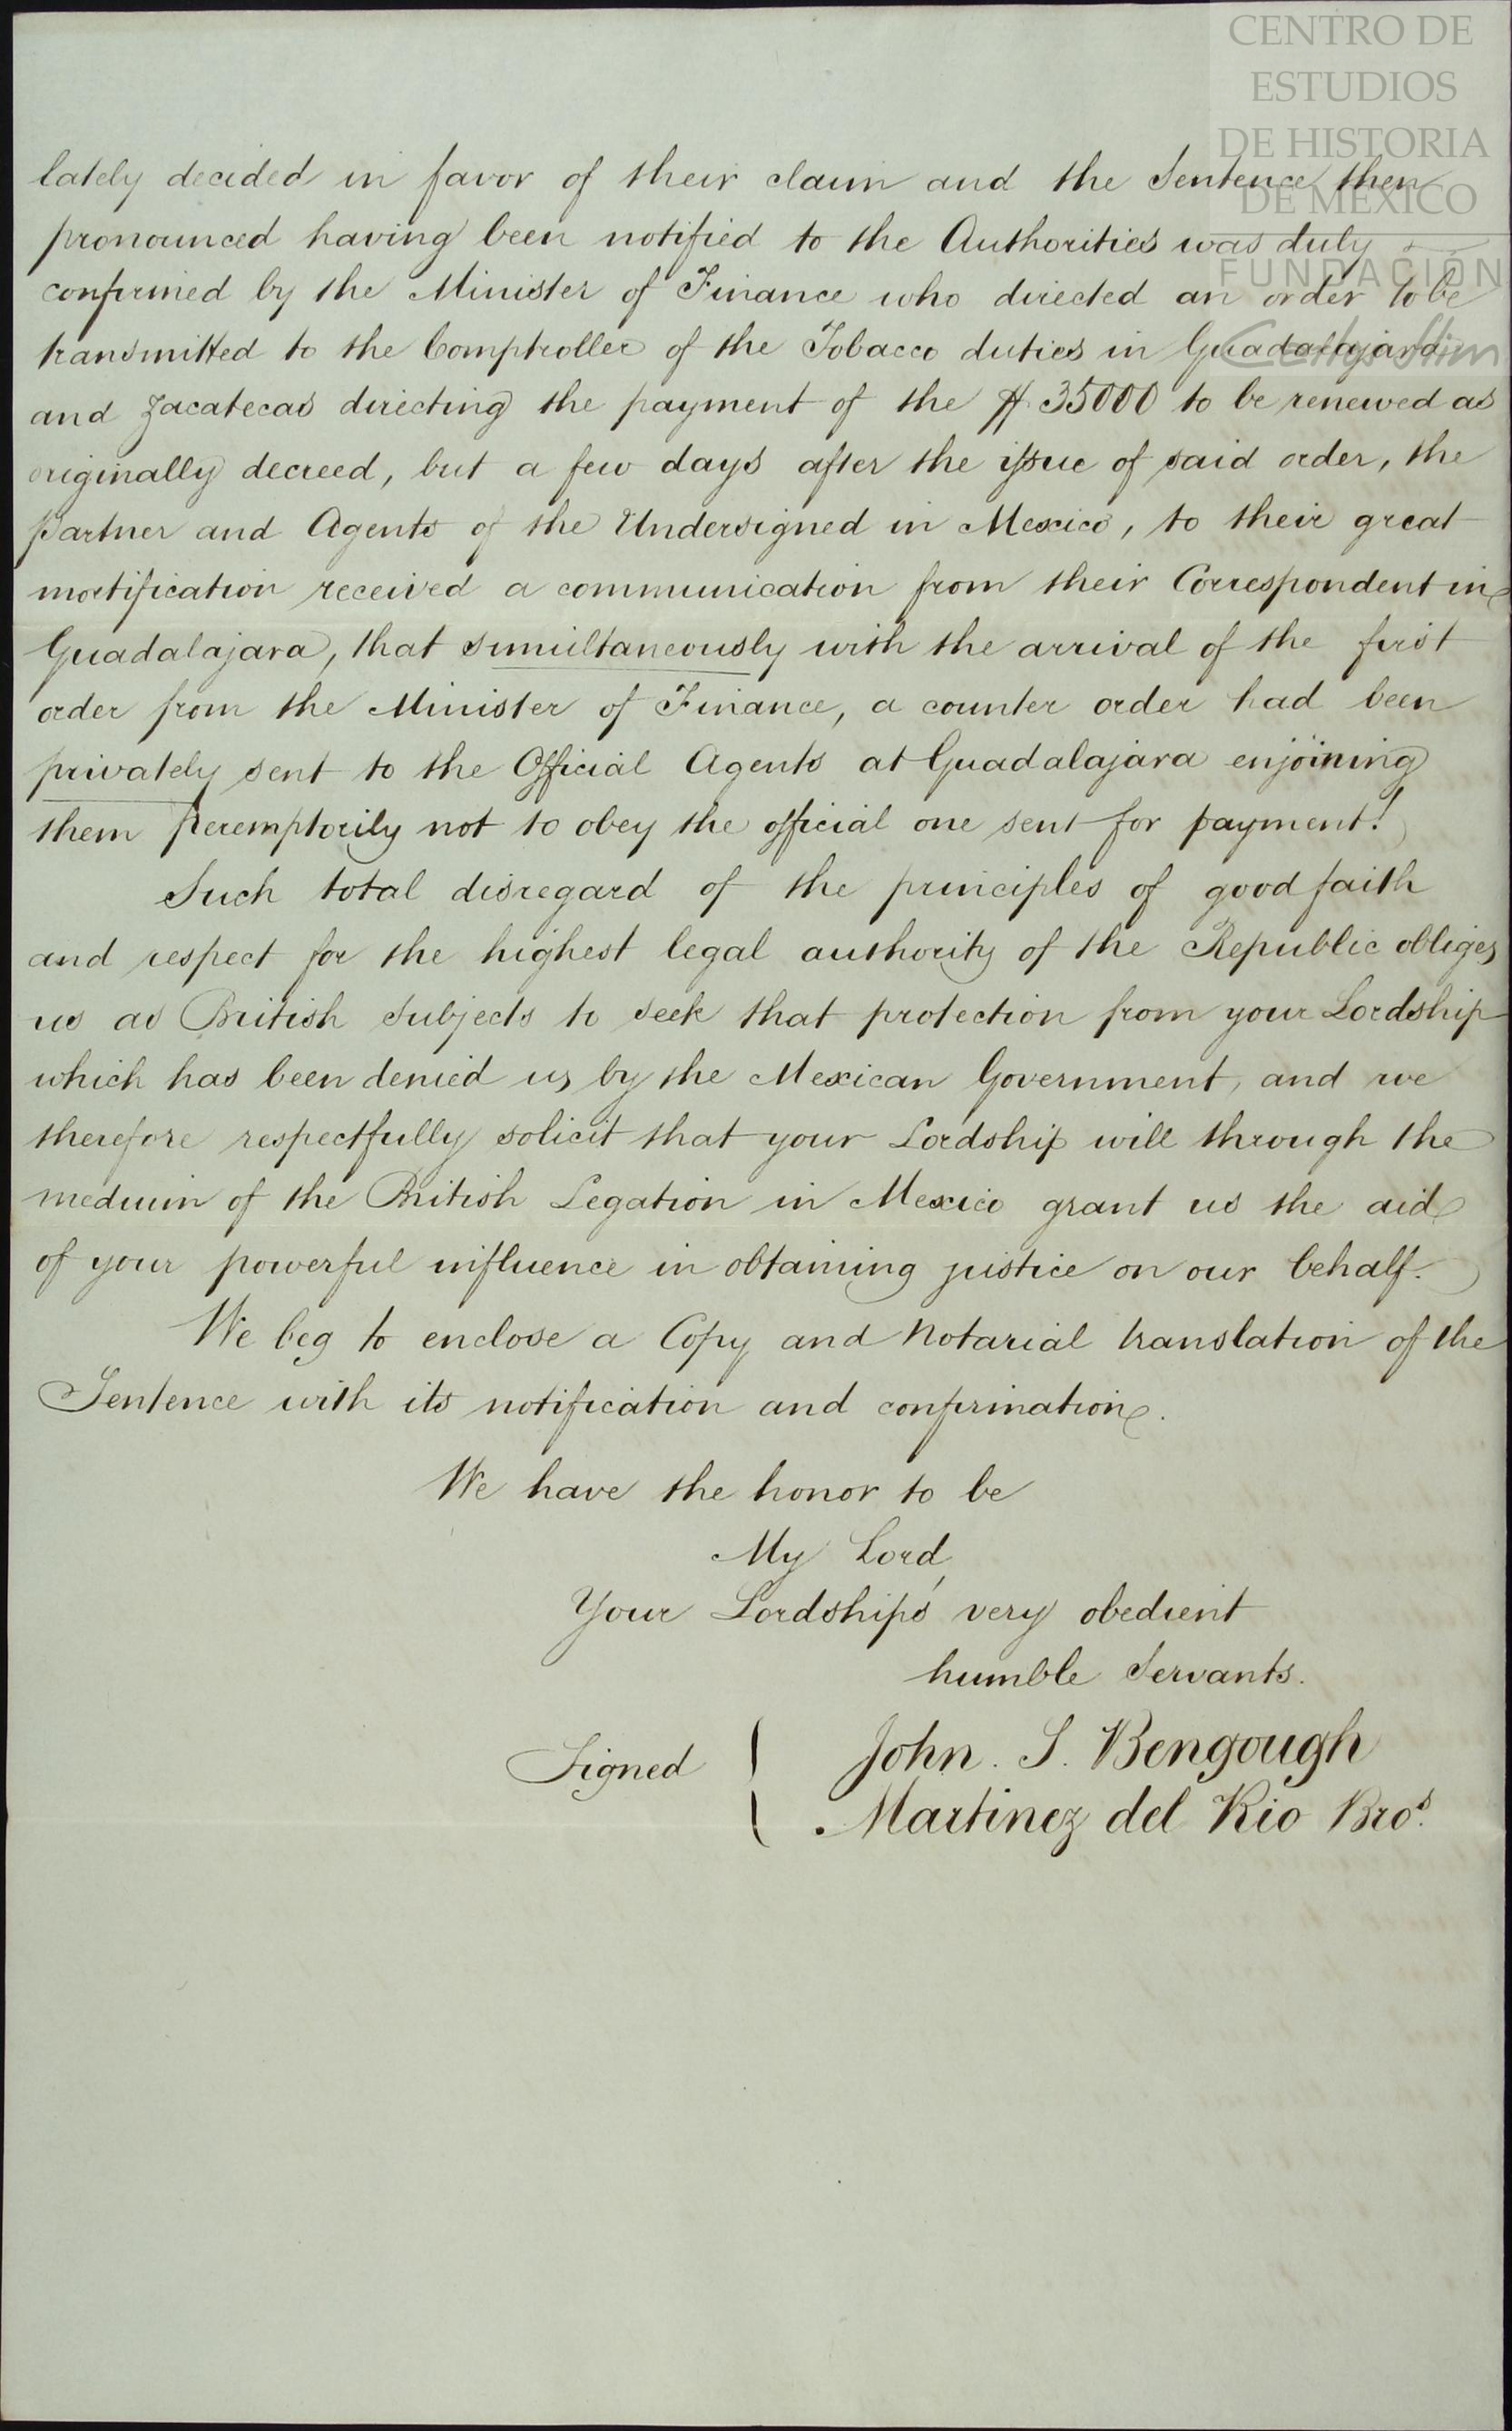 CENTRO DE
ESTUDIOS
DE HISTORIA
DE MÉXICO
FUNDACIÓN
Carlos Slim
lately decided in favor of their claim and the Sentence then
pronounced having been notified to the Authorities was duly
confirmed by the Minister of Finance who directed an order to be
transmitted to the Comptroller of the Tobacco duties in Guadalajara
and Zacatecas directing the payment of the $ 35000 to be renewed as
originally decreed, but a few days after the issue of said order, the
partner and Agents of the Undersigned in Mexico, to their great
mortification received a communication from their Correspondent in
Guadalajara, that simultaneously with the arrival of the first
order from the Minister of Finance, a counter order had been
privately sent to the Official Agents at Guadalajara enjoining
them peremptorily not to obey the official one sent for payment!
Such total disregard of the principles of good faith
and respect for the highest legal authority of the Republic obliges
us as British subjects to seek that protection from your Lordship
which has been denied us by the Mexican Government, and we
therefore respectfully solicit that your Lordship will through the
medium of the British Legation in Mexico grant us the aid
of your powerful influence in obtaining justice on our behalf.
We beg to enclose a Copy and Notarial translation of the
Sentence with its notification and confirmation.
We have the honor to be
My Lord,
Your Lordships' very obedient
humble Servants.
Signed { John. S. Bengough
Martinez del Rio Bros.